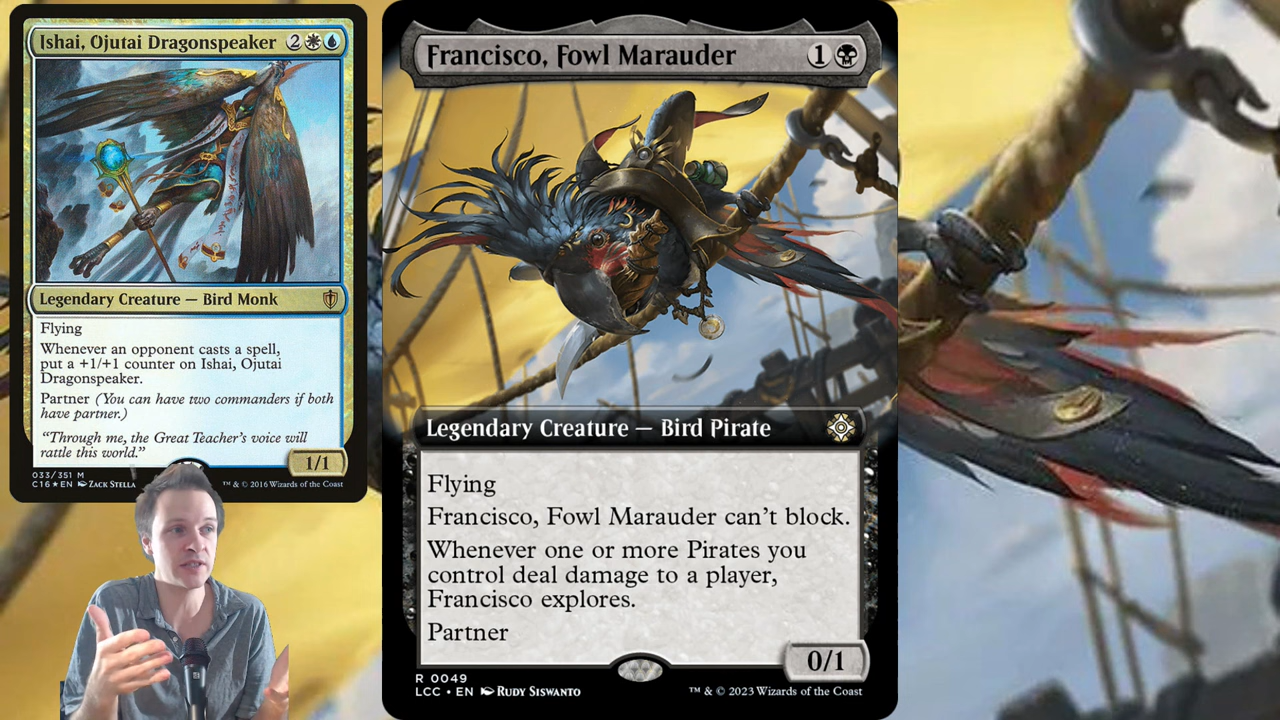 Ishai, Ojutai Dragonspeaker 2
Legendary Creature — Bird Monk
Flying
Whenever an opponent casts a spell,
put a +1/+1 counter on Ishai, Ojutai
Dragonspeaker.
Partner (You can have two commanders if both
have partner.)
“Through me, the Great Teacher’s voice will
rattle this world.”
1/1
033/351 M
C16★EN Zack Stella ™ & © 2016 Wizards of the Coast
Francisco, Fowl Marauder 1
Legendary Creature — Bird Pirate
Flying
Francisco, Fowl Marauder can’t block.
Whenever one or more Pirates you
control deal damage to a player,
Francisco explores.
Partner
0/1
R 0049
LCC • EN Rudy Siswanto ™ & © 2023 Wizards of the Coast